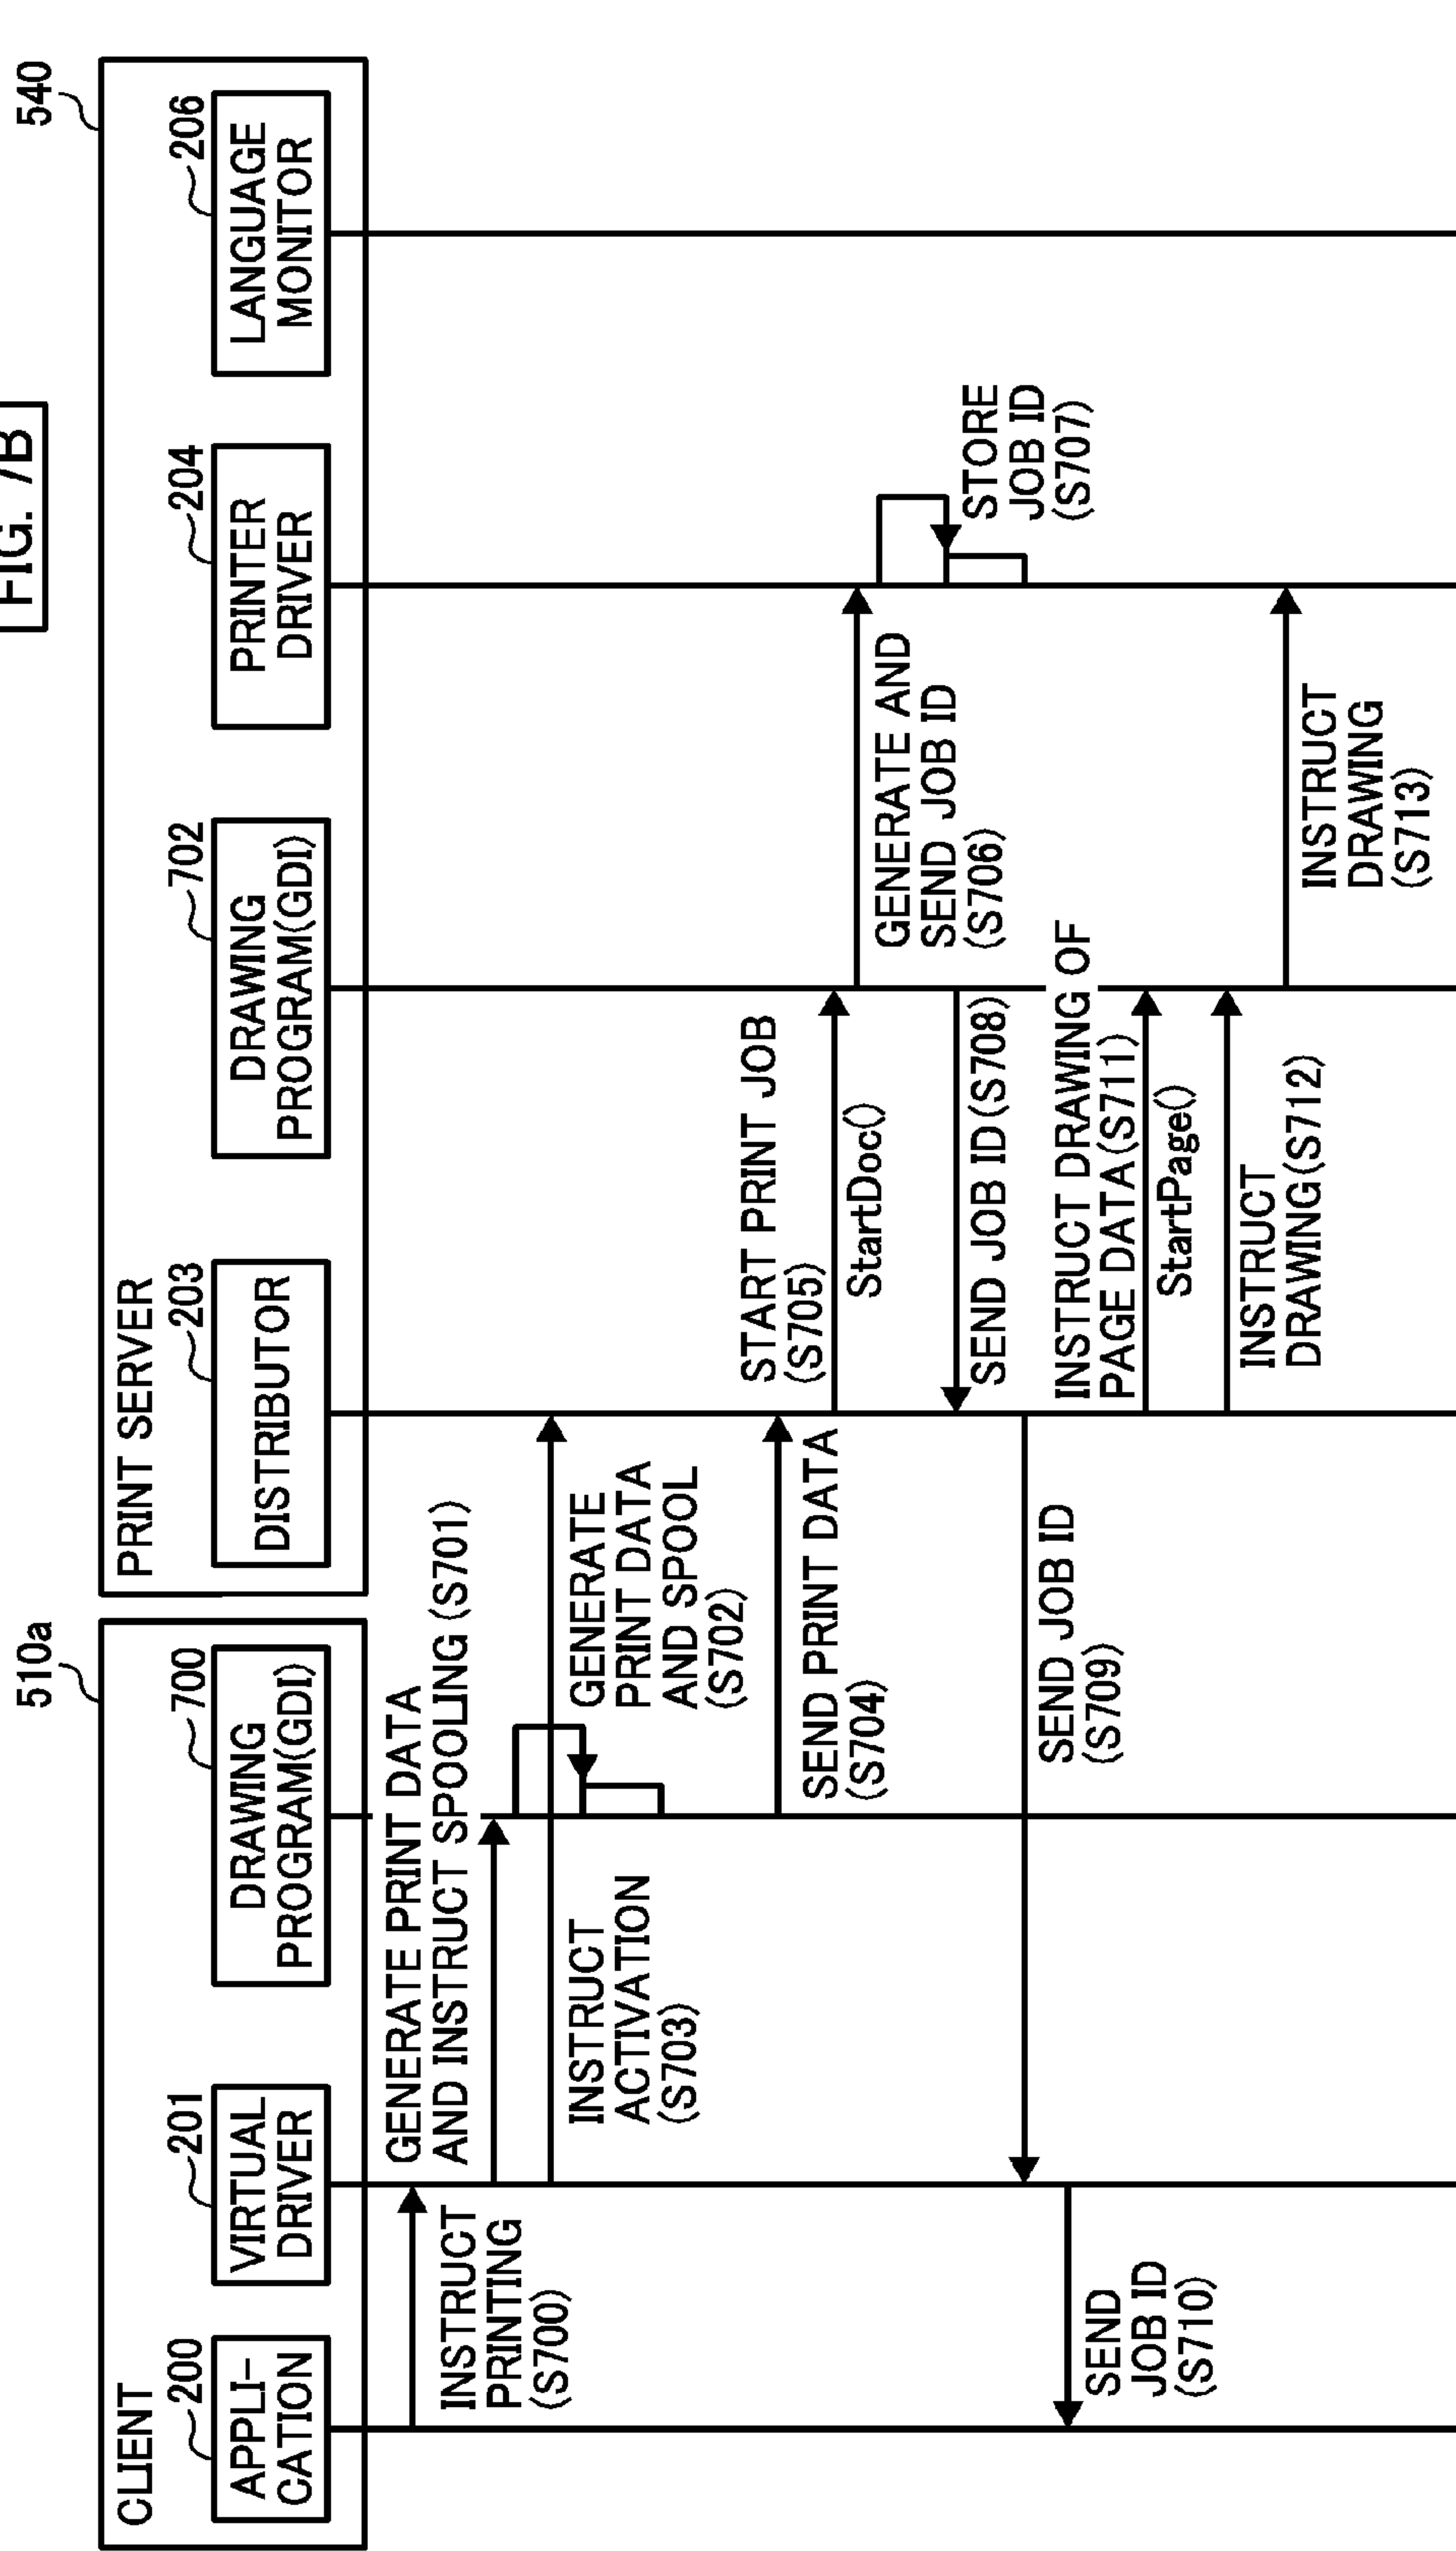 FIG. 7B
510a
540
CLIENT
PRINT SERVER
200
201
700
203
702
204
206
APPLI-
CATION
VIRTUAL
DRIVER
DRAWING
PROGRAM(GDI)
DISTRIBUTOR
DRAWING
PROGRAM(GDI)
PRINTER
DRIVER
LANGUAGE
MONITOR
INSTRUCT
PRINTING
(S700)
GENERATE PRINT DATA
AND INSTRUCT SPOOLING (S701)
GENERATE
PRINT DATA
AND SPOOL
(S702)
INSTRUCT
ACTIVATION
(S703)
SEND PRINT DATA
(S704)
START PRINT JOB
(S705)
StartDoc()
GENERATE AND
SEND JOB ID
(S706)
STORE
JOB ID
(S707)
SEND JOB ID(S708)
SEND JOB ID
(S709)
SEND
JOB ID
(S710)
INSTRUCT DRAWING OF
PAGE DATA(S711)
StartPage()
INSTRUCT
DRAWING(S712)
INSTRUCT
DRAWING
(S713)